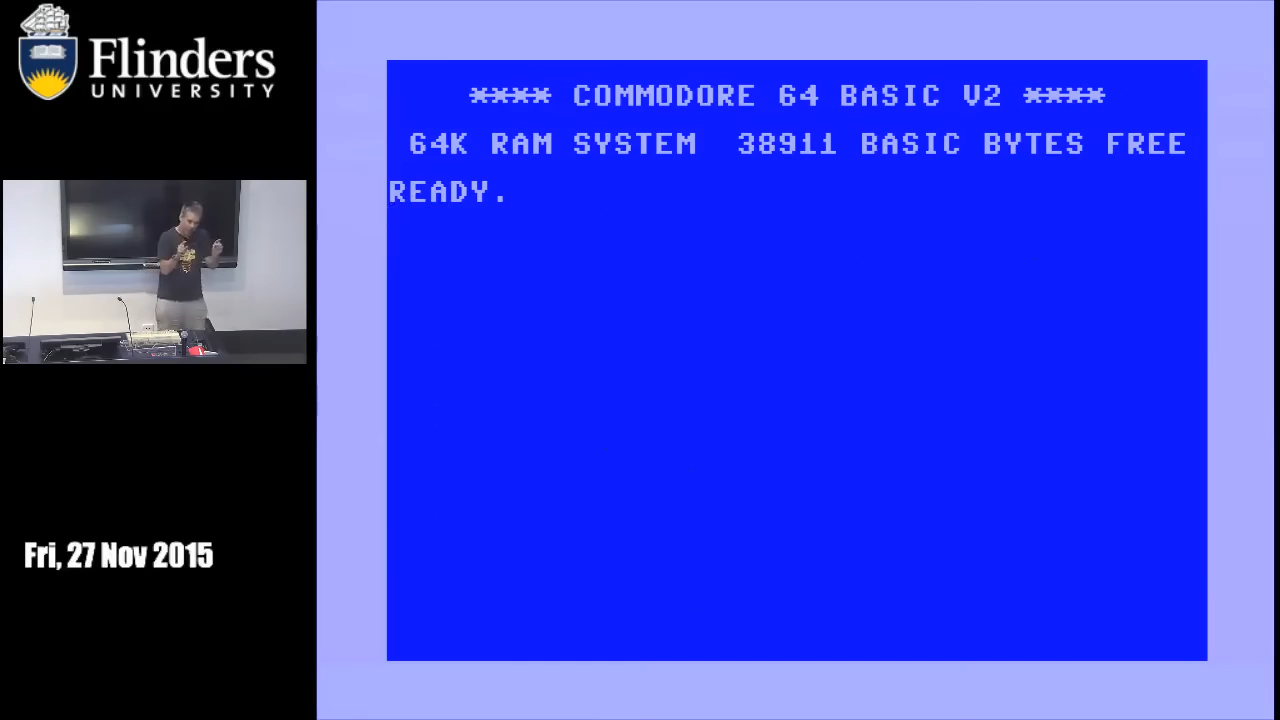 Flinders
UNIVERSITY
**** COMMODORE 64 BASIC V2 ****
64K RAM SYSTEM  38911 BASIC BYTES FREE
READY.
Fri, 27 Nov 2015